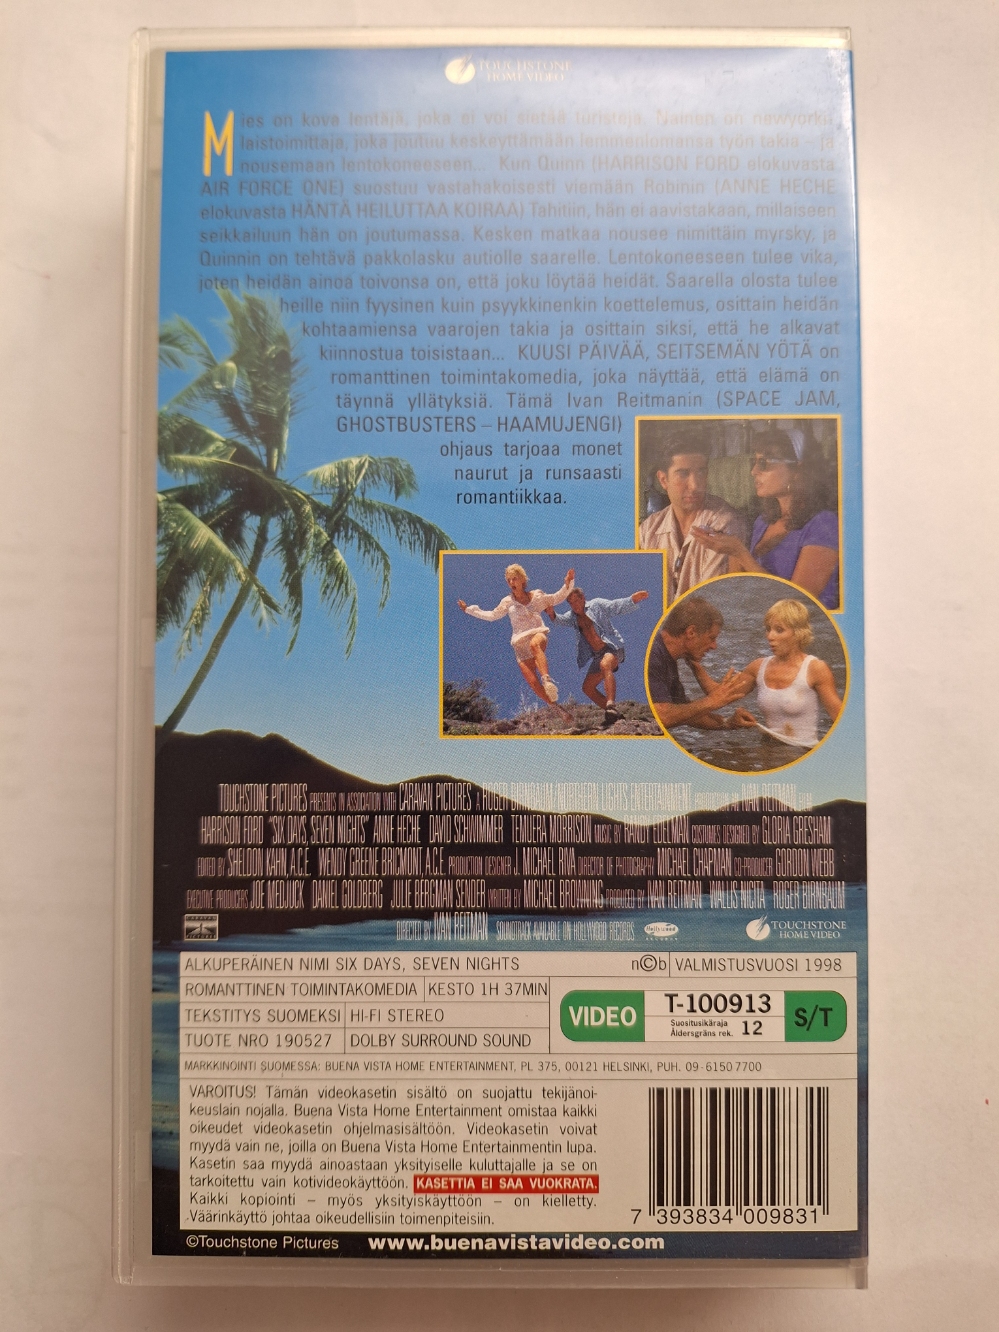 TOUCHSTONE
HOME VIDEO
Mies on kova lentäjä, joka ei voi sietää turisteja. Nainen on newyorki-
laistoimittaja, joka joutuu keskeyttämään lemmenlomansa työn takia – ja
nousemaan lentokoneeseen... Kun Quinn (HARRISON FORD elokuvasta
AIR FORCE ONE) suostuu vastahakoisesti viemään Robinin (ANNE HECHE
elokuvasta HÄNTÄ HEILUTTAA KOIRAA) Tahitiin, hän ei aavistakaan, millaiseen
seikkailuun hän on joutumassa. Kesken matkaa nousee nimittäin myrsky, ja
Quinnin on tehtävä pakkolasku autiolle saarelle. Lentokoneeseen tulee vika,
joten heidän ainoa toivonsa on, että joku löytää heidät. Saarella olosta tulee
heille niin fyysinen kuin psyykkinenkin koettelemus, osittain heidän
kohtaamiensa vaarojen takia ja osittain siksi, että he alkavat
kiinnostua toisistaan... KUUSI PÄIVÄÄ, SEITSEMÄN YÖTÄ on
romanttinen toimintakomedia, joka näyttää, että elämä on
täynnä yllätyksiä. Tämä Ivan Reitmanin (SPACE JAM,
GHOSTBUSTERS – HAAMUJENGI)
ohjaus tarjoaa monet
naurut ja runsaasti
romantiikkaa.
TOUCHSTONE PICTURES PRESENTS IN ASSOCIATION WITH CARAVAN PICTURES A ROGER BIRNBAUM/NORTHERN LIGHTS ENTERTAINMENT PRODUCTION AN IVAN REITMAN FILM
HARRISON FORD "SIX DAYS, SEVEN NIGHTS" ANNE HECHE DAVID SCHWIMMER TEMUERA MORRISON MUSIC BY RANDY EDELMAN COSTUMES DESIGNED BY GLORIA GRESHAM
EDITED BY SHELDON KAHN, A.C.E. WENDY GREENE BRICMONT, A.C.E. PRODUCTION DESIGNER J. MICHAEL RIVA DIRECTOR OF PHOTOGRAPHY MICHAEL CHAPMAN CO-PRODUCER GORDON WEBB
EXECUTIVE PRODUCERS JOE MEDJUCK DANIEL GOLDBERG JULIE BERGMAN SENDER WRITTEN BY MICHAEL BROWNING PRODUCED BY IVAN REITMAN WALLIS NICITA ROGER BIRNBAUM
DIRECTED BY IVAN REITMAN SOUNDTRACK AVAILABLE ON HOLLYWOOD RECORDS
CARAVAN
PICTURES
Hollywood
RECORDS
TOUCHSTONE
HOME VIDEO
ALKUPERÄINEN NIMI SIX DAYS, SEVEN NIGHTS
n©b VALMISTUSVUOSI 1998
ROMANTTINEN TOIMINTAKOMEDIA KESTO 1H 37MIN
TEKSTITYS SUOMEKSI HI-FI STEREO
TUOTE NRO 190527 DOLBY SURROUND SOUND
VIDEO
T-100913
Suositusikäraja
Åldersgräns rek. 12
S/T
MARKKINOINTI SUOMESSA: BUENA VISTA HOME ENTERTAINMENT, PL 375, 00121 HELSINKI, PUH. 09-6150 7700
VAROITUS! Tämän videokasetin sisältö on suojattu tekijänoi-
keuslain nojalla. Buena Vista Home Entertainment omistaa kaikki
oikeudet videokasetin ohjelmasisältöön. Videokasetin voivat
myydä vain ne, joilla on Buena Vista Home Entertainmentin lupa.
Kasetin saa myydä ainoastaan yksityiselle kuluttajalle ja se on
tarkoitettu vain kotivideokäyttöön. KASETTIA EI SAA VUOKRATA.
Kaikki kopiointi – myös yksityiskäyttöön – on kielletty.
Väärinkäyttö johtaa oikeudellisiin toimenpiteisiin.
7 393834 009831
©Touchstone Pictures www.buenavistavideo.com